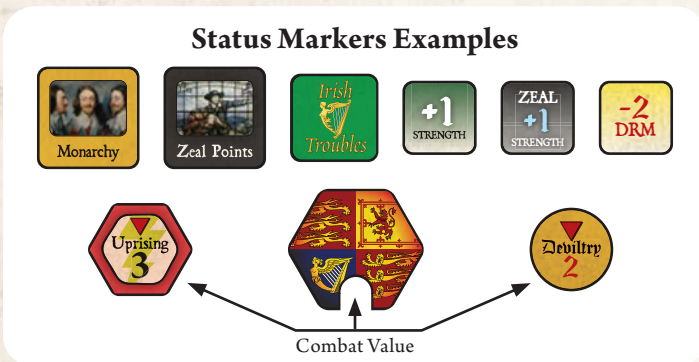 Status Markers Examples
Monarchy
Zeal Points
Irish
Troubles
+1
STRENGTH
ZEAL
+1
STRENGTH
-2
DRM
Uprising
3
Deviltry
2
Combat Value